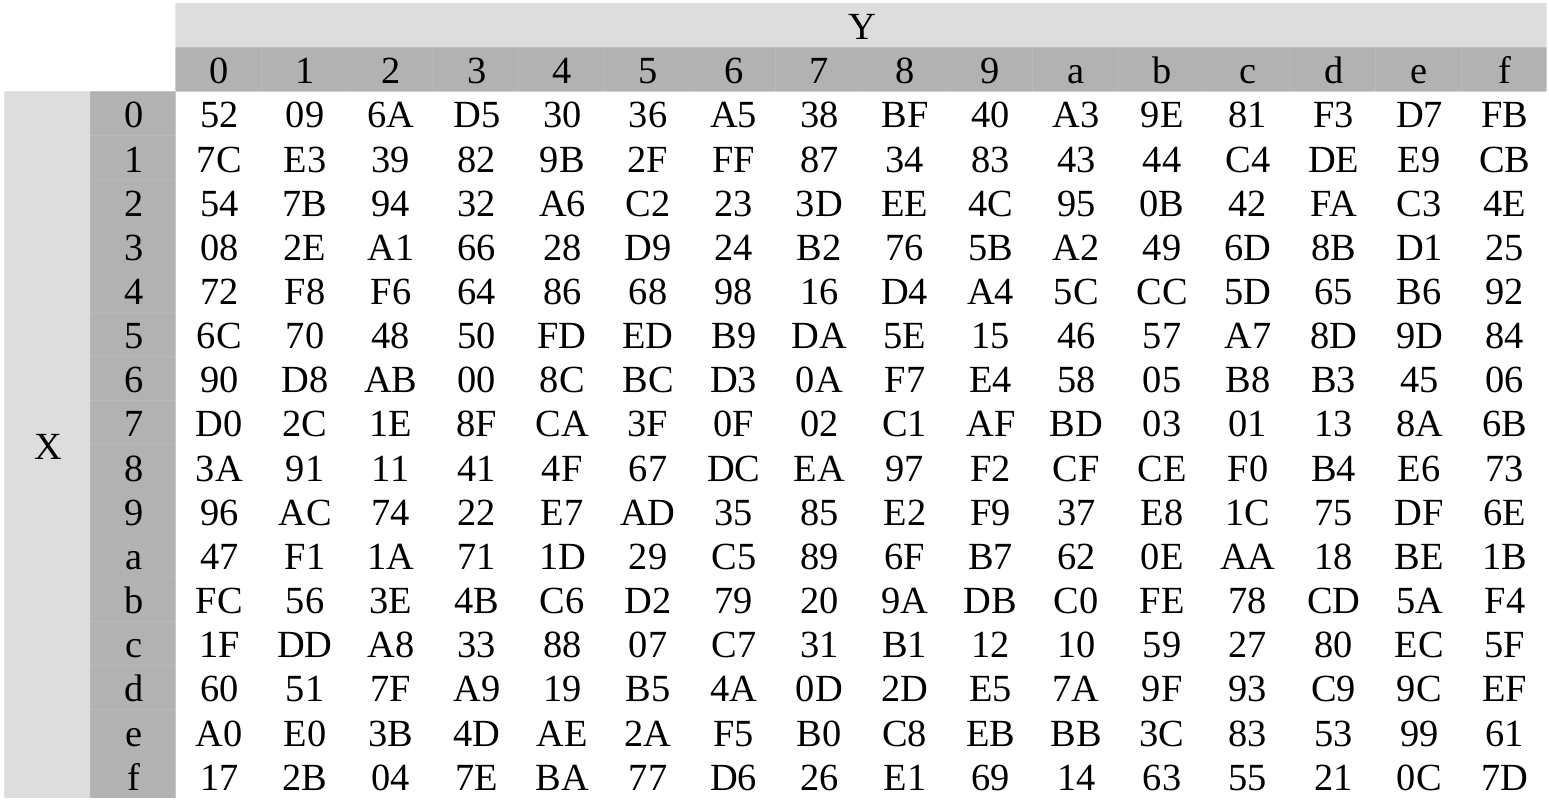 Y
0 1 2 3 4 5 6 7 8 9 a b c d e f
0 52 09 6A D5 30 36 A5 38 BF 40 A3 9E 81 F3 D7 FB
1 7C E3 39 82 9B 2F FF 87 34 83 43 44 C4 DE E9 CB
2 54 7B 94 32 A6 C2 23 3D EE 4C 95 0B 42 FA C3 4E
3 08 2E A1 66 28 D9 24 B2 76 5B A2 49 6D 8B D1 25
4 72 F8 F6 64 86 68 98 16 D4 A4 5C CC 5D 65 B6 92
5 6C 70 48 50 FD ED B9 DA 5E 15 46 57 A7 8D 9D 84
6 90 D8 AB 00 8C BC D3 0A F7 E4 58 05 B8 B3 45 06
7 D0 2C 1E 8F CA 3F 0F 02 C1 AF BD 03 01 13 8A 6B
X
8 3A 91 11 41 4F 67 DC EA 97 F2 CF CE F0 B4 E6 73
9 96 AC 74 22 E7 AD 35 85 E2 F9 37 E8 1C 75 DF 6E
a 47 F1 1A 71 1D 29 C5 89 6F B7 62 0E AA 18 BE 1B
b FC 56 3E 4B C6 D2 79 20 9A DB C0 FE 78 CD 5A F4
c 1F DD A8 33 88 07 C7 31 B1 12 10 59 27 80 EC 5F
d 60 51 7F A9 19 B5 4A 0D 2D E5 7A 9F 93 C9 9C EF
e A0 E0 3B 4D AE 2A F5 B0 C8 EB BB 3C 83 53 99 61
f 17 2B 04 7E BA 77 D6 26 E1 69 14 63 55 21 0C 7D